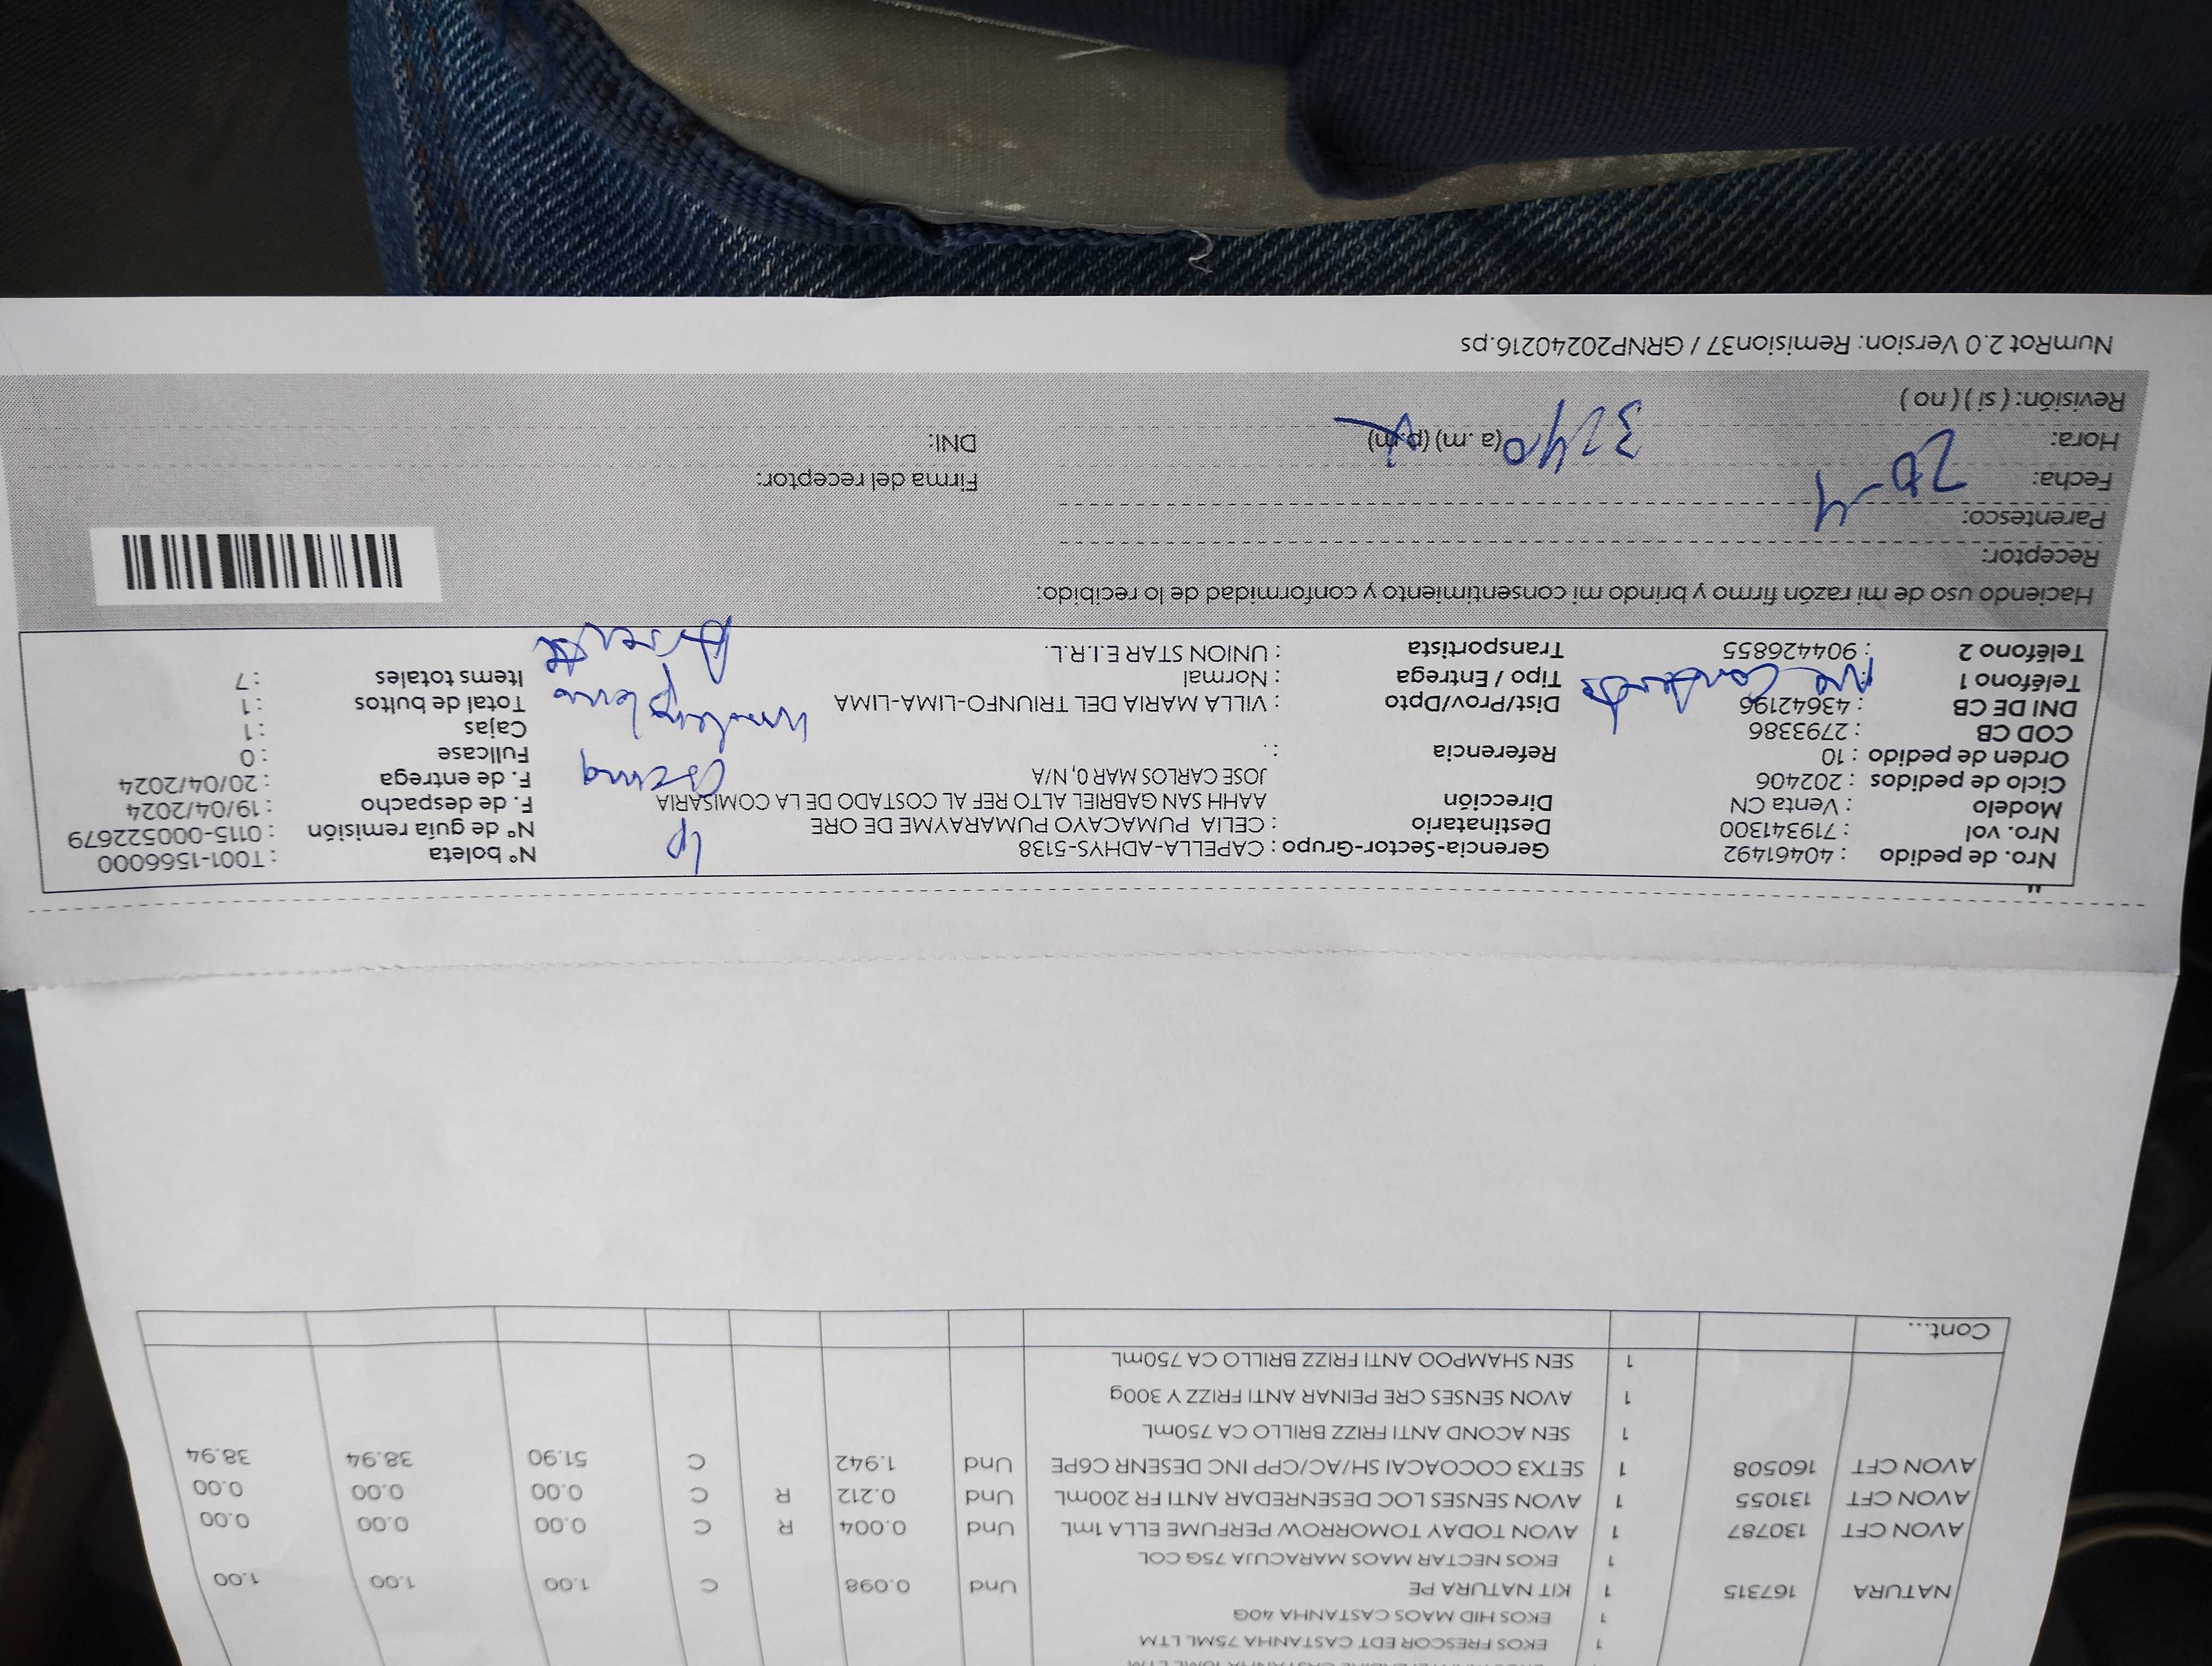 EKOS FRESCOR EDT CASTANHA 75ML LTM 1
EKOS HID MAOS CASTANHA 40G 1
NATURA 167315 1 KIT NATURA PE Und 0.098 C 1.00 1.00 1.00
1 EKOS NECTAR MAOS MARACUJA 75G COL
AVON CFT 130787 1 AVON TODAY TOMORROW PERFUME ELLA 1mL Und 0.004 R C 0.00 0.00 0.00
AVON CFT 131055 1 AVON SENSES LOC DESENREDAR ANTI FR 200mL Und 0.212 R C 0.00 0.00 0.00
AVON CFT 160508 1 SETX3 COCOACAI SH/AC/CPP INC DESENR C6PE Und 1.942 C 51.90 38.94 38.94
1 SEN ACOND ANTI FRIZZ BRILLO CA 750mL
1 AVON SENSES CRE PEINAR ANTI FRIZZ Y 300g
1 SEN SHAMPOO ANTI FRIZZ BRILLO CA 750mL
Cont...
Nro. de pedido : 40461492 Gerencia-Sector-Grupo : CAPELLA-ADHYS-5138 N° boleta : T001-1566000
Nro. vol : 719341300 Destinatario : CELIA PUMACAYO PUMARAYME DE ORE N° de guía remisión : 0115-000522679
Modelo : Venta CN Dirección AAHH SAN GABRIEL ALTO REF AL COSTADO DE LA COMISARIA F. de despacho : 19/04/2024
Ciclo de pedidos : 202406 JOSE CARLOS MAR 0, N/A F. de entrega : 20/04/2024
Orden de pedido : 10 Referencia : . Fullcase : 0
COD CB : 2793386 Cajas : 1
DNI DE CB : 43642196 Dist/Prov/Dpto : VILLA MARIA DEL TRIUNFO-LIMA-LIMA Total de bultos : 1
Teléfono 1 : Tipo / Entrega : Normal Items totales : 7
Teléfono 2 : 904426855 Transportista : UNION STAR E.I.R.L.
Haciendo uso de mi razón firmo y brindo mi consentimiento y conformidad de lo recibido:
Receptor:
Parentesco:
Fecha: 20-4 Firma del receptor:
Hora: 3:40 (a. m) (p.m) DNI:
Revisión: ( si ) ( no )
NumRot 2.0 Version: Remision37 / GRNP20240216.ps